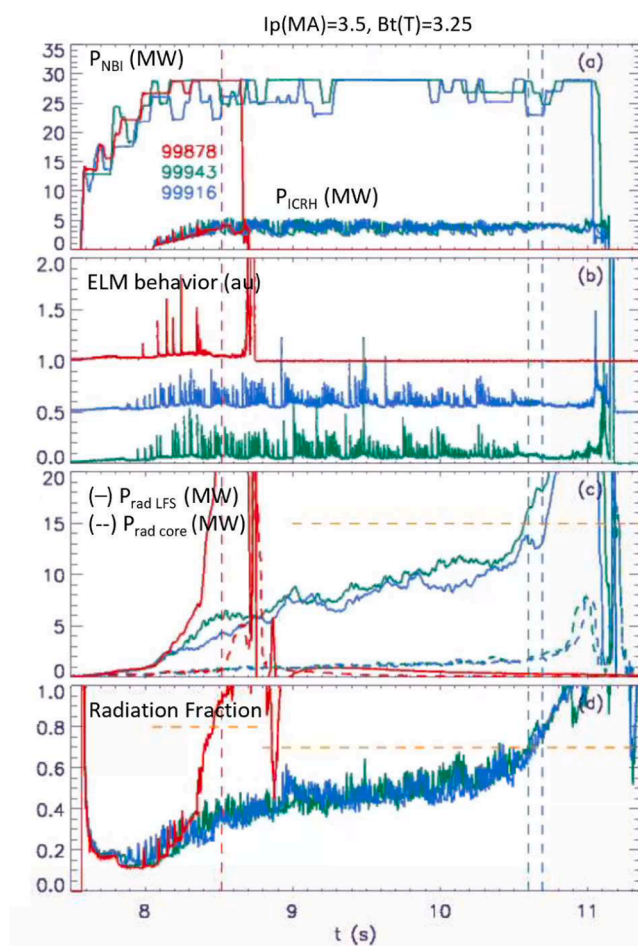 Ip(MA)=3.5, Bt(T)=3.25
35
30
25
20
15
10
5
0
P_NBI (MW)
(a)
99878
99943
99916
P_ICRH (MW)
2.0
1.5
1.0
0.5
0.0
ELM behavior (au)
(b)
20
15
10
5
0
(–) P_rad LFS (MW)
(--) P_rad core (MW)
(c)
1.0
0.8
0.6
0.4
0.2
0.0
Radiation Fraction
(d)
8 9 10 11
t (s)